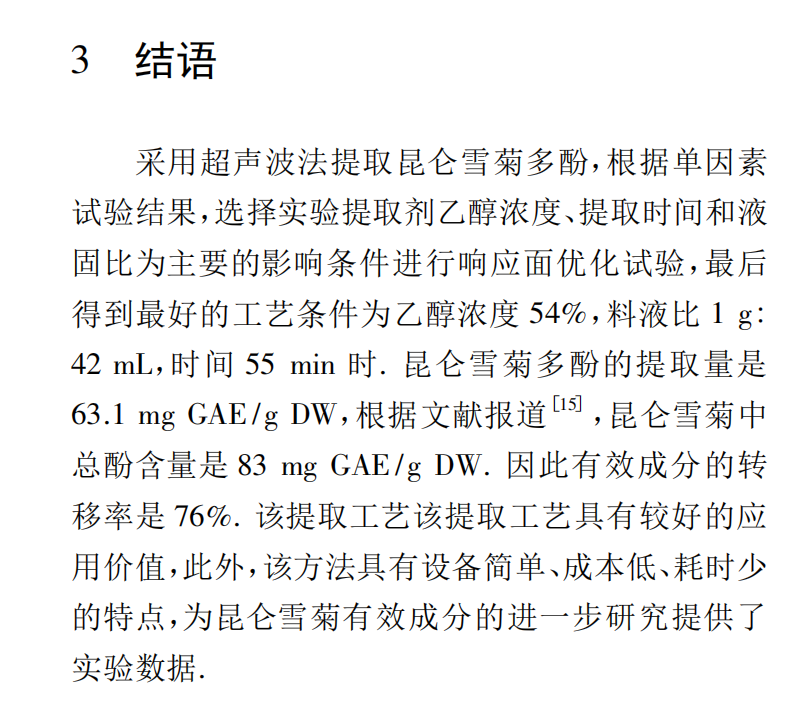 3 结语
采用超声波法提取昆仑雪菊多酚,根据单因素
试验结果,选择实验提取剂乙醇浓度、提取时间和液
固比为主要的影响条件进行响应面优化试验,最后
得到最好的工艺条件为乙醇浓度 54%,料液比 1 g:
42 mL,时间 55 min 时. 昆仑雪菊多酚的提取量是
63.1 mg GAE/g DW,根据文献报道[15],昆仑雪菊中
总酚含量是 83 mg GAE/g DW. 因此有效成分的转
移率是 76%. 该提取工艺该提取工艺具有较好的应
用价值,此外,该方法具有设备简单、成本低、耗时少
的特点,为昆仑雪菊有效成分的进一步研究提供了
实验数据.